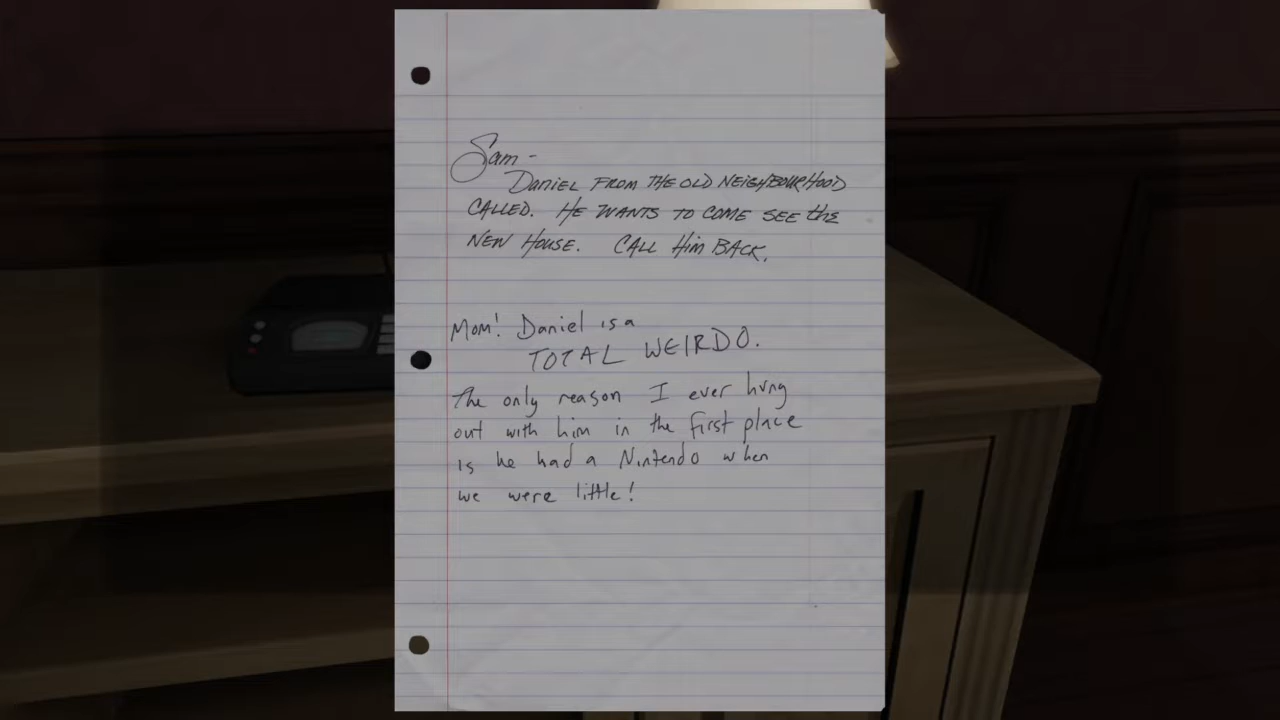 Sam -
DANIEL FROM THE OLD NEIGHBOURHOOD
CALLED. HE WANTS TO COME SEE the
NEW HOUSE. CALL HIM BACK.
Mom! Daniel is a
TOTAL WEIRDO.
The only reason I ever hung
out with him in the first place
is he had a Nintendo when
we were little!